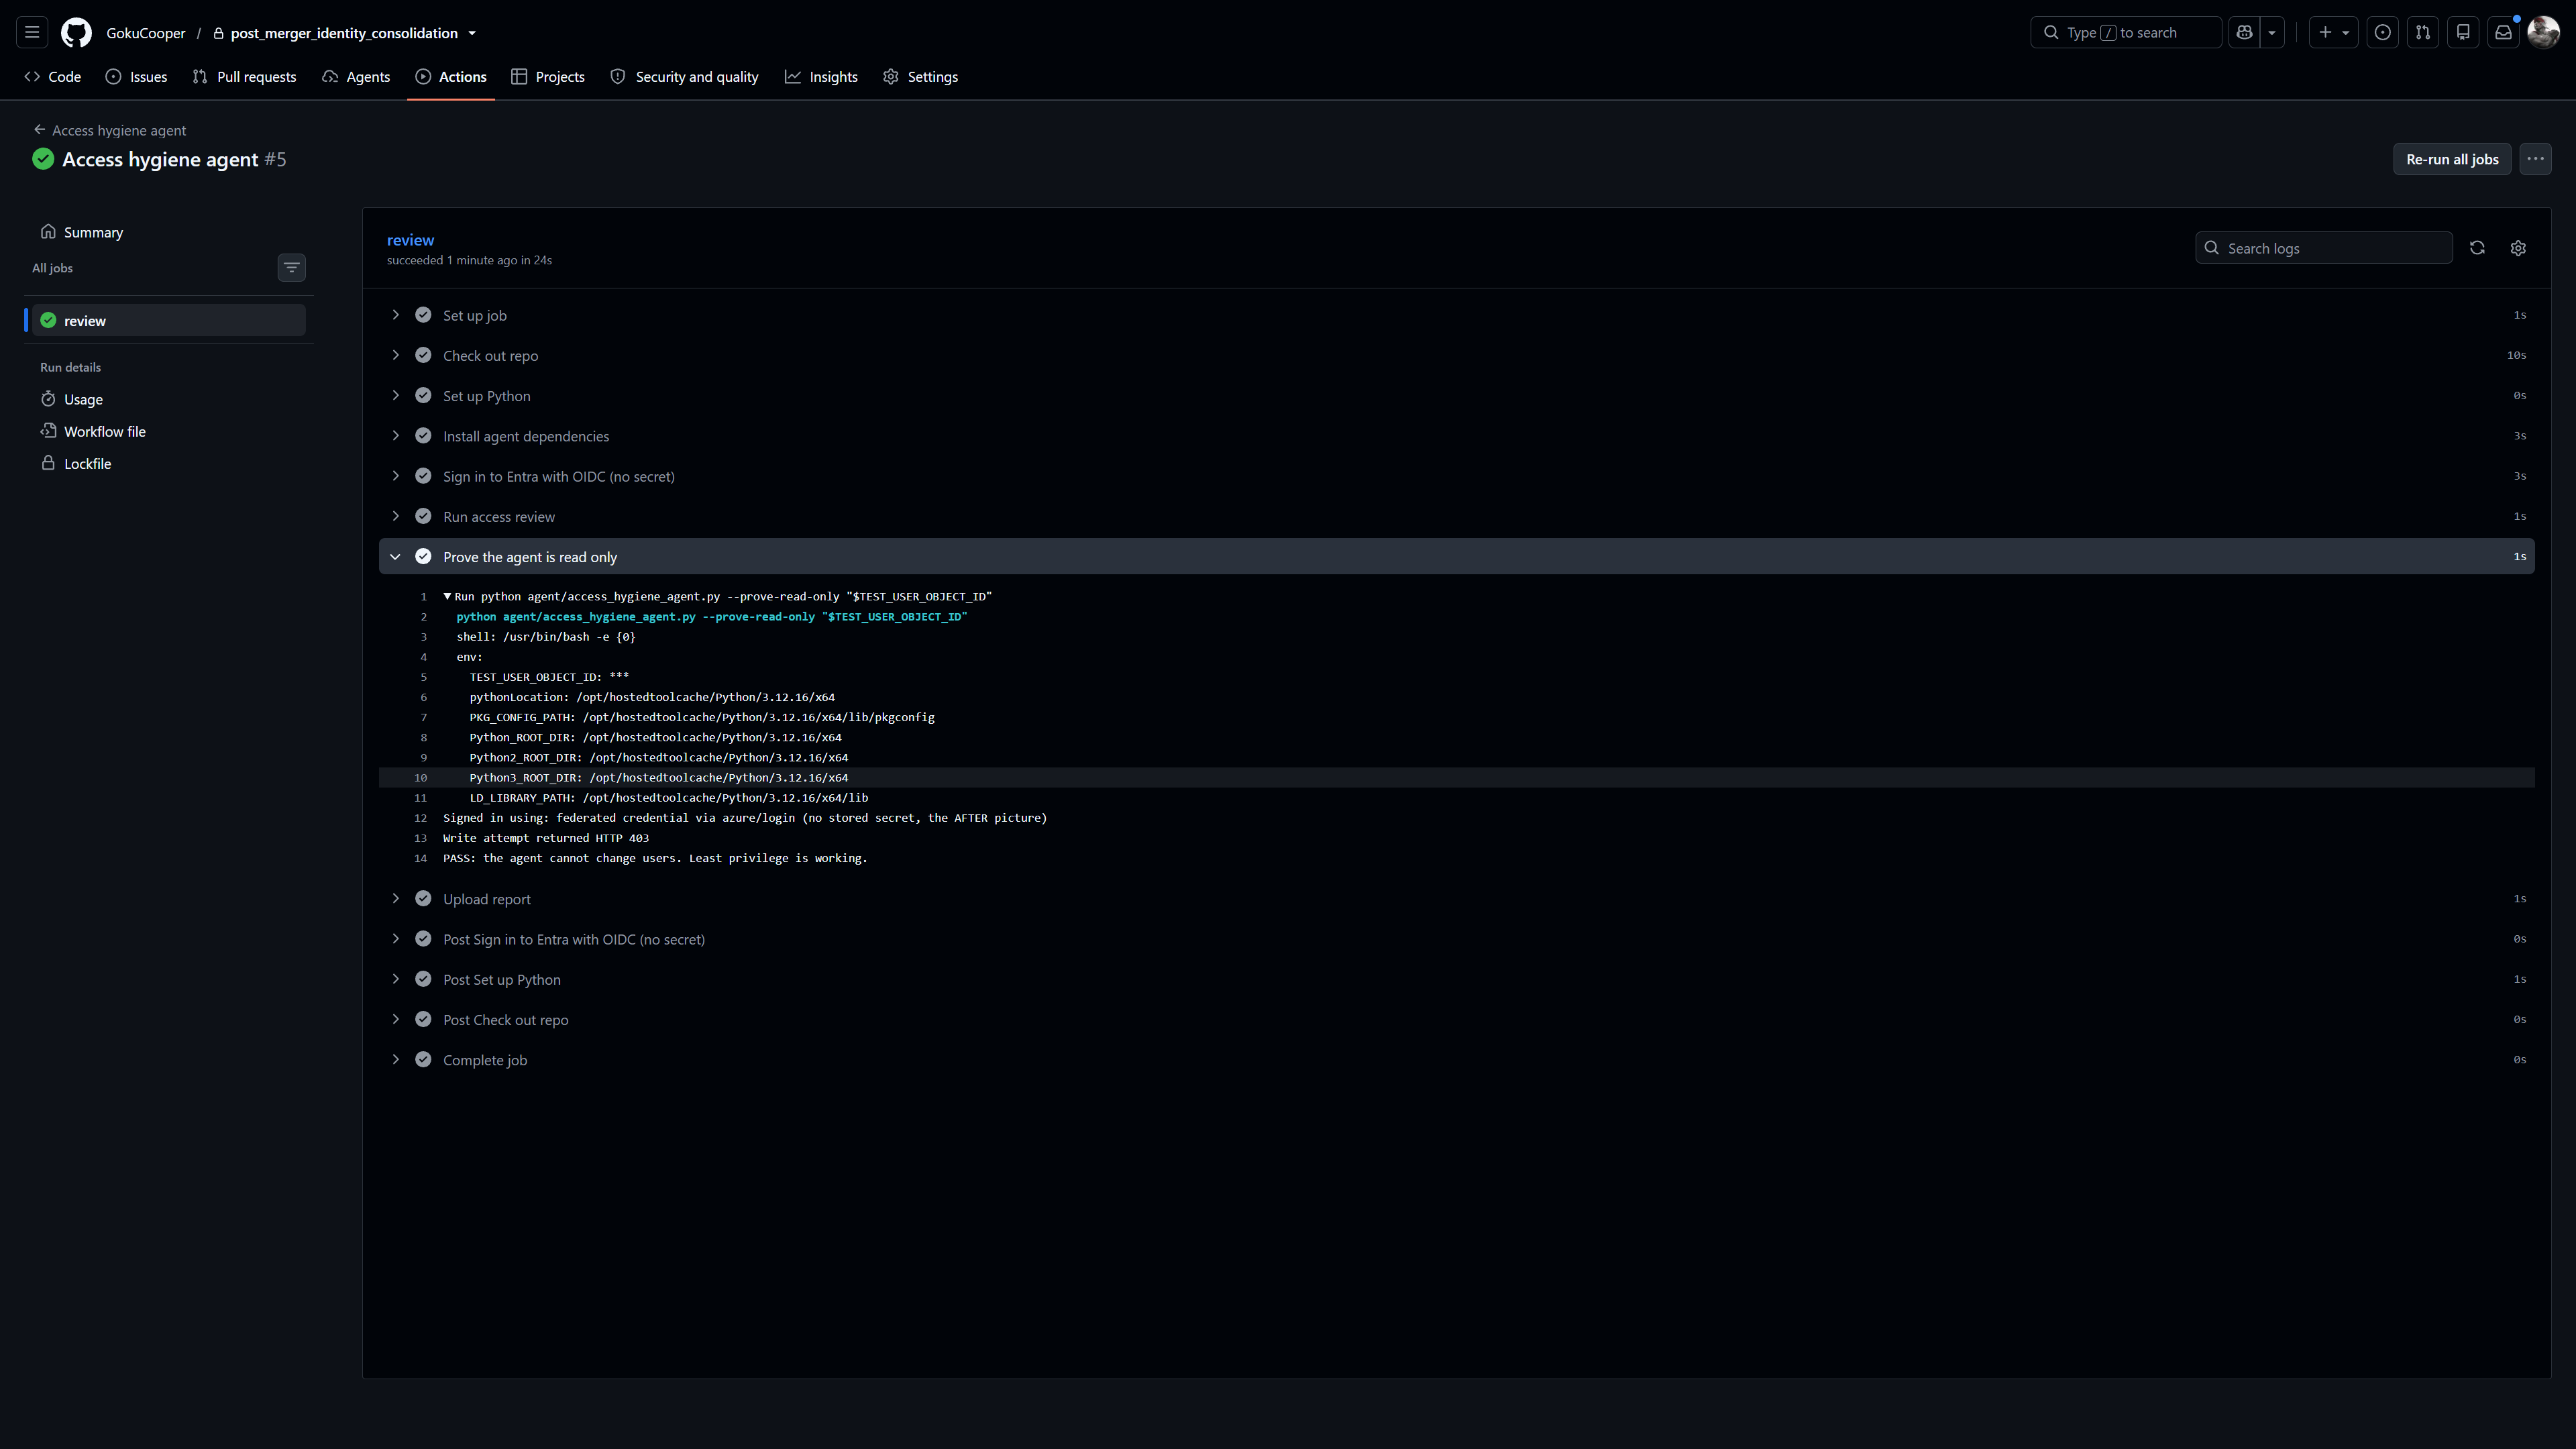 GokuCooper / post_merger_identity_consolidation
Type / to search
Code Issues Pull requests Agents Actions Projects Security and quality Insights Settings
Access hygiene agent
Access hygiene agent #5
Re-run all jobs
Summary
All jobs
review
Run details
Usage
Workflow file
Lockfile
review
succeeded 1 minute ago in 24s
Search logs
Set up job 1s
Check out repo 10s
Set up Python 0s
Install agent dependencies 3s
Sign in to Entra with OIDC (no secret) 3s
Run access review 1s
Prove the agent is read only 1s
1 Run python agent/access_hygiene_agent.py --prove-read-only "$TEST_USER_OBJECT_ID"
2 python agent/access_hygiene_agent.py --prove-read-only "$TEST_USER_OBJECT_ID"
3 shell: /usr/bin/bash -e {0}
4 env:
5 TEST_USER_OBJECT_ID: ***
6 pythonLocation: /opt/hostedtoolcache/Python/3.12.16/x64
7 PKG_CONFIG_PATH: /opt/hostedtoolcache/Python/3.12.16/x64/lib/pkgconfig
8 Python_ROOT_DIR: /opt/hostedtoolcache/Python/3.12.16/x64
9 Python2_ROOT_DIR: /opt/hostedtoolcache/Python/3.12.16/x64
10 Python3_ROOT_DIR: /opt/hostedtoolcache/Python/3.12.16/x64
11 LD_LIBRARY_PATH: /opt/hostedtoolcache/Python/3.12.16/x64/lib
12 Signed in using: federated credential via azure/login (no stored secret, the AFTER picture)
13 Write attempt returned HTTP 403
14 PASS: the agent cannot change users. Least privilege is working.
Upload report 1s
Post Sign in to Entra with OIDC (no secret) 0s
Post Set up Python 1s
Post Check out repo 0s
Complete job 0s